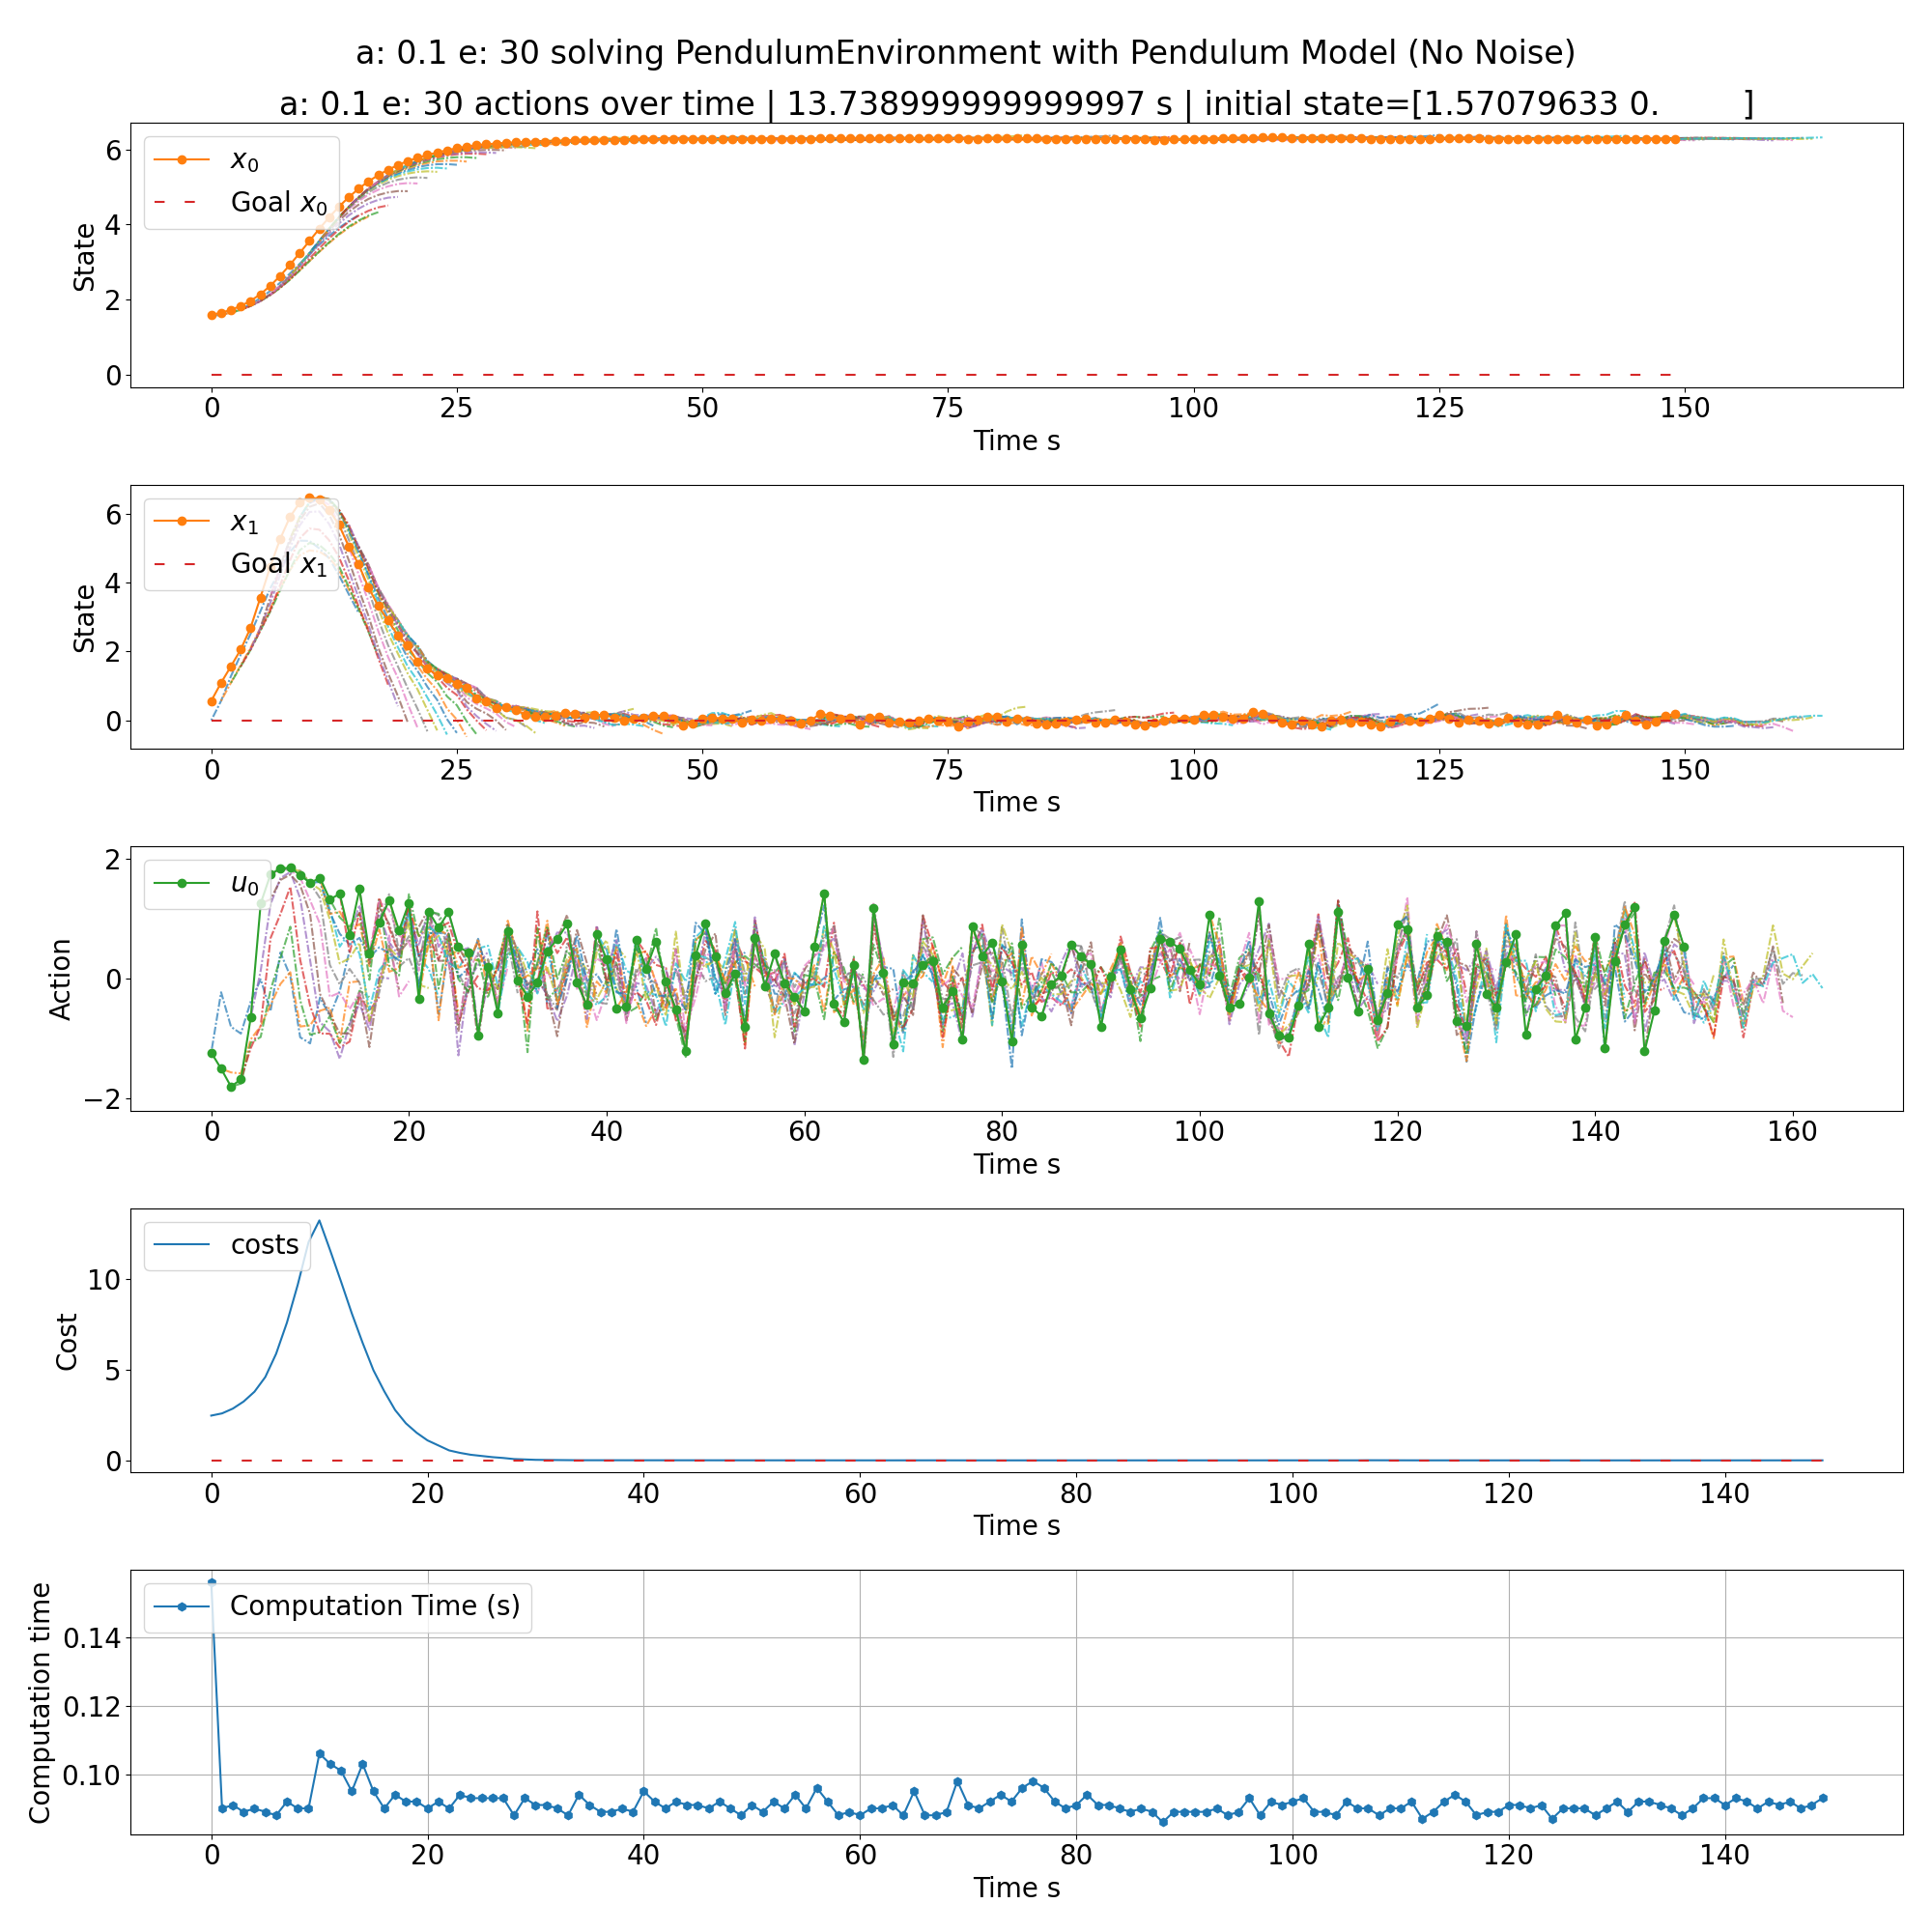 a: 0.1 e: 30 solving PendulumEnvironment with Pendulum Model (No Noise)
a: 0.1 e: 30 actions over time | 13.738999999999997 s | initial state=[1.57079633 0.        ]
x0
Goal x0
State
6
4
2
0
0 25 50 75 100 125 150
Time s
x1
Goal x1
State
6
4
2
0
0 25 50 75 100 125 150
Time s
u0
Action
2
0
−2
0 20 40 60 80 100 120 140 160
Time s
costs
Cost
10
5
0
0 20 40 60 80 100 120 140
Time s
Computation Time (s)
Computation time
0.14
0.12
0.10
0 20 40 60 80 100 120 140
Time s